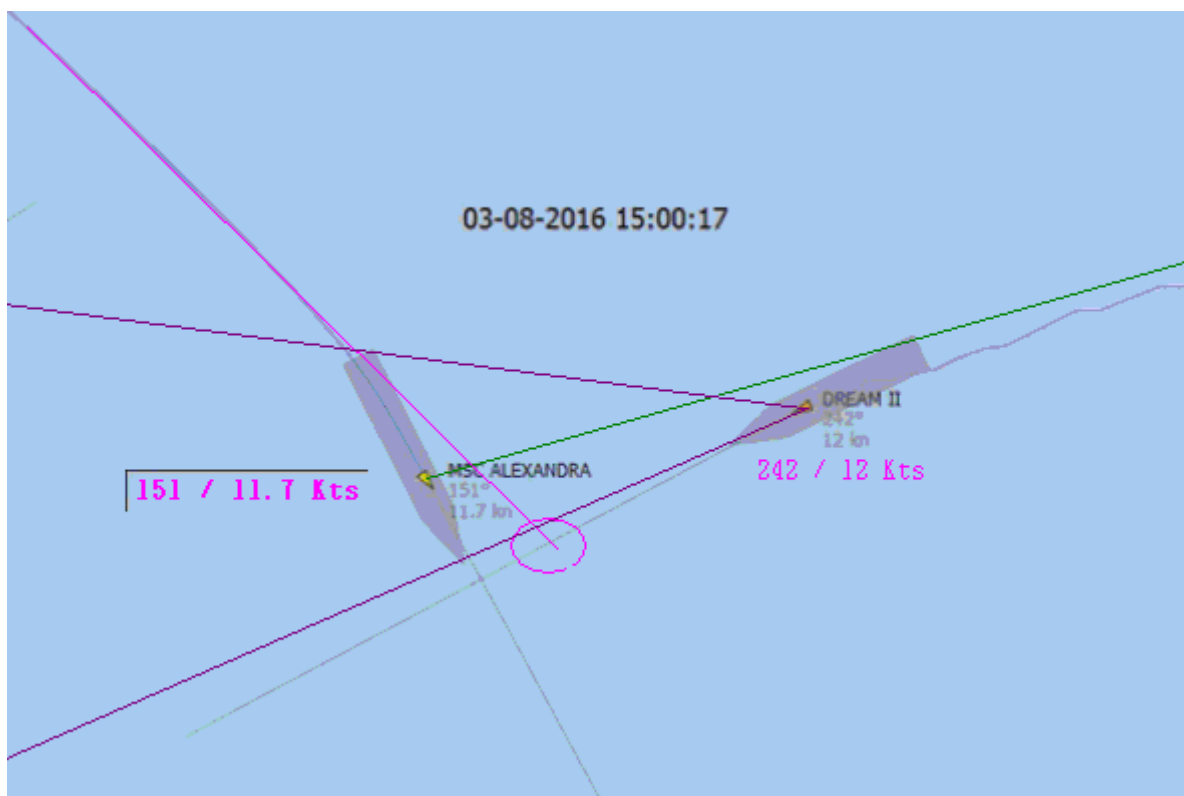 03-08-2016 15:00:17
DREAM II
242°
12 kn
242 / 12 Kts
MSC ALEXANDRA
151°
11.7 kn
151 / 11.7 Kts